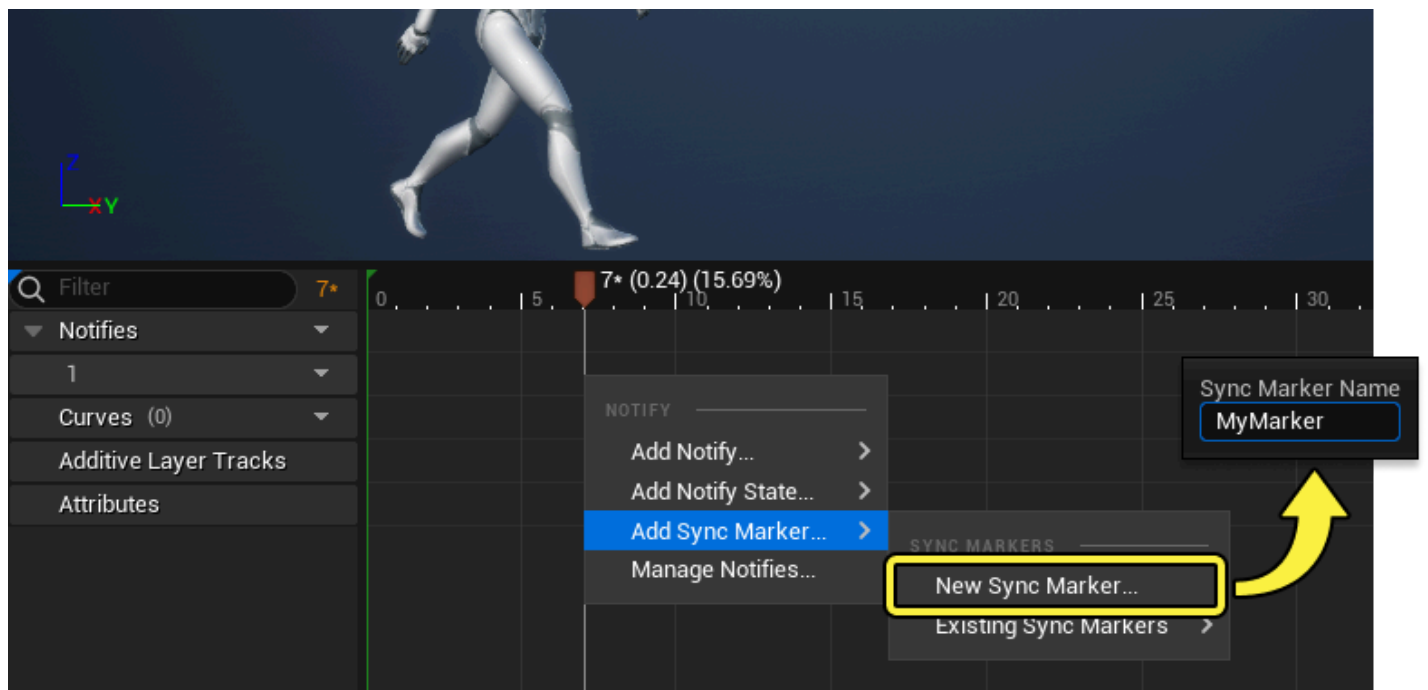 Z
X Y
Filter 7*
7* (0.24) (15.69%)
0 5 10 15 20 25 30
Notifies
1
Curves (0)
Additive Layer Tracks
Attributes
NOTIFY
Add Notify...
Add Notify State...
Add Sync Marker...
Manage Notifies...
SYNC MARKERS
New Sync Marker...
Existing Sync Markers
Sync Marker Name
MyMarker